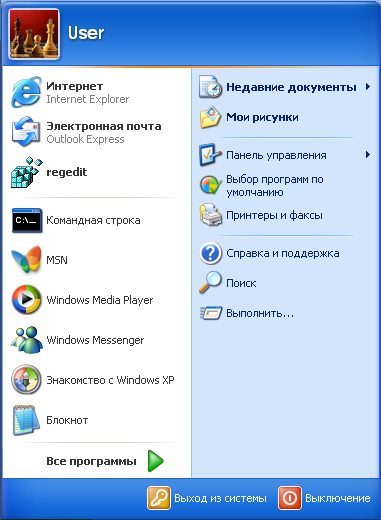 User
Интернет
Internet Explorer
Электронная почта
Outlook Express
regedit
C:\_
Командная строка
MSN
Windows Media Player
Windows Messenger
Знакомство с Windows XP
Блокнот
Все программы
Недавние документы
Мои рисунки
Панель управления
Выбор программ по
умолчанию
Принтеры и факсы
Справка и поддержка
Поиск
Выполнить...
Выход из системы
Выключение